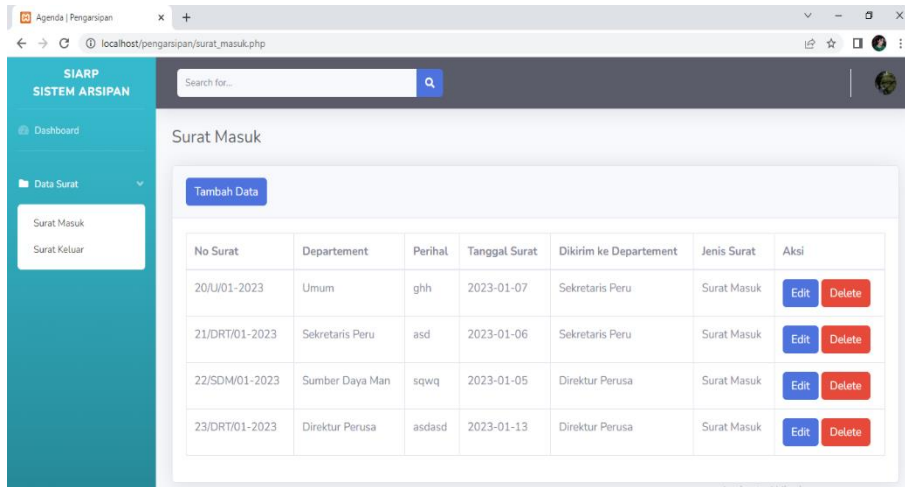 Agenda | Pengarsipan
localhost/pengarsipan/surat_masuk.php
SIARP
SISTEM ARSIPAN
Search for...
Dashboard
Surat Masuk
Data Surat
Tambah Data
Surat Masuk
Surat Keluar
No Surat Departement Perihal Tanggal Surat Dikirim ke Departement Jenis Surat Aksi
20/U/01-2023 Umum ghh 2023-01-07 Sekretaris Peru Surat Masuk Edit Delete
21/DRT/01-2023 Sekretaris Peru asd 2023-01-06 Sekretaris Peru Surat Masuk Edit Delete
22/SDM/01-2023 Sumber Daya Man sqwq 2023-01-05 Direktur Perusa Surat Masuk Edit Delete
23/DRT/01-2023 Direktur Perusa asdasd 2023-01-13 Direktur Perusa Surat Masuk Edit Delete